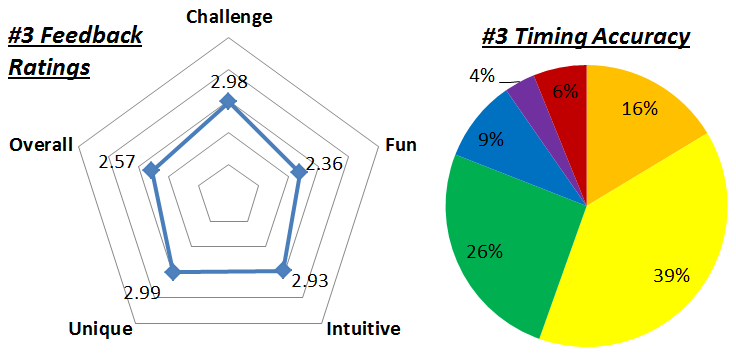 #3 Feedback
Ratings
Challenge
2.98
Overall
2.57
2.36
Fun
2.99
2.93
Unique
Intuitive
#3 Timing Accuracy
4%
6%
16%
9%
26%
39%